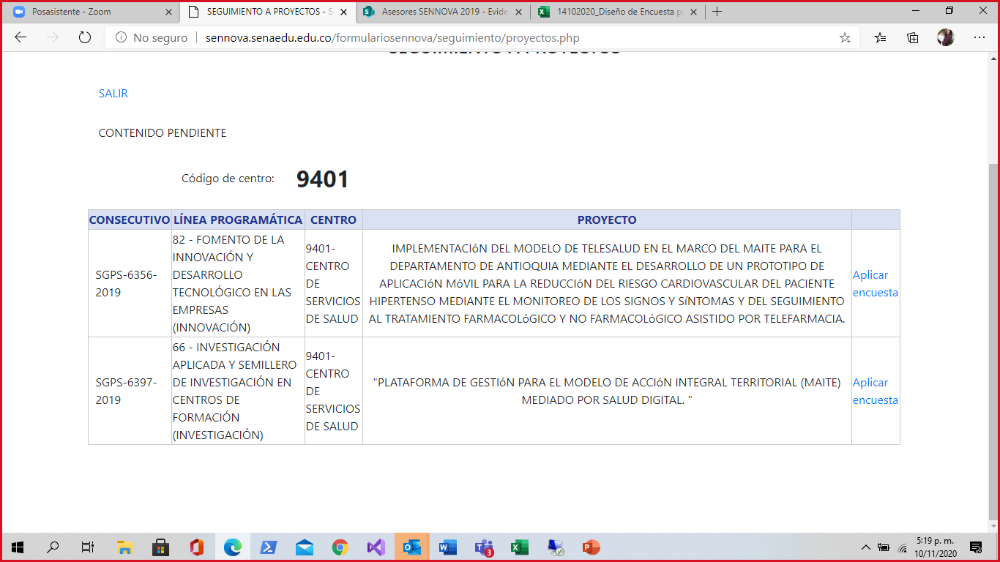 Posasistente - Zoom
SEGUIMIENTO A PROYECTOS - S
Asesores SENNOVA 2019 - Evide
14102020_Diseño de Encuesta p
No seguro
sennova.senaedu.edu.co/formulariosennova/seguimiento/proyectos.php
SEGUIMIENTO A PROYECTOS
SALIR
CONTENIDO PENDIENTE
Código de centro: 9401
CONSECUTIVO LÍNEA PROGRAMÁTICA CENTRO PROYECTO
SGPS-6356-
2019
82 - FOMENTO DE LA
INNOVACIÓN Y
DESARROLLO
TECNOLÓGICO EN LAS
EMPRESAS
(INNOVACIÓN)
9401-
CENTRO
DE
SERVICIOS
DE SALUD
IMPLEMENTACIóN DEL MODELO DE TELESALUD EN EL MARCO DEL MAITE PARA EL
DEPARTAMENTO DE ANTIOQUIA MEDIANTE EL DESARROLLO DE UN PROTOTIPO DE
APLICACIóN MóVIL PARA LA REDUCCIóN DEL RIESGO CARDIOVASCULAR DEL PACIENTE
HIPERTENSO MEDIANTE EL MONITOREO DE LOS SIGNOS Y SíNTOMAS Y DEL SEGUIMIENTO
AL TRATAMIENTO FARMACOLóGICO Y NO FARMACOLóGICO ASISTIDO POR TELEFARMACIA.
Aplicar
encuesta
SGPS-6397-
2019
66 - INVESTIGACIÓN
APLICADA Y SEMILLERO
DE INVESTIGACIÓN EN
CENTROS DE
FORMACIÓN
(INVESTIGACIÓN)
9401-
CENTRO
DE
SERVICIOS
DE SALUD
"PLATAFORMA DE GESTIóN PARA EL MODELO DE ACCIóN INTEGRAL TERRITORIAL (MAITE)
MEDIADO POR SALUD DIGITAL. "
Aplicar
encuesta
5:19 p. m.
10/11/2020